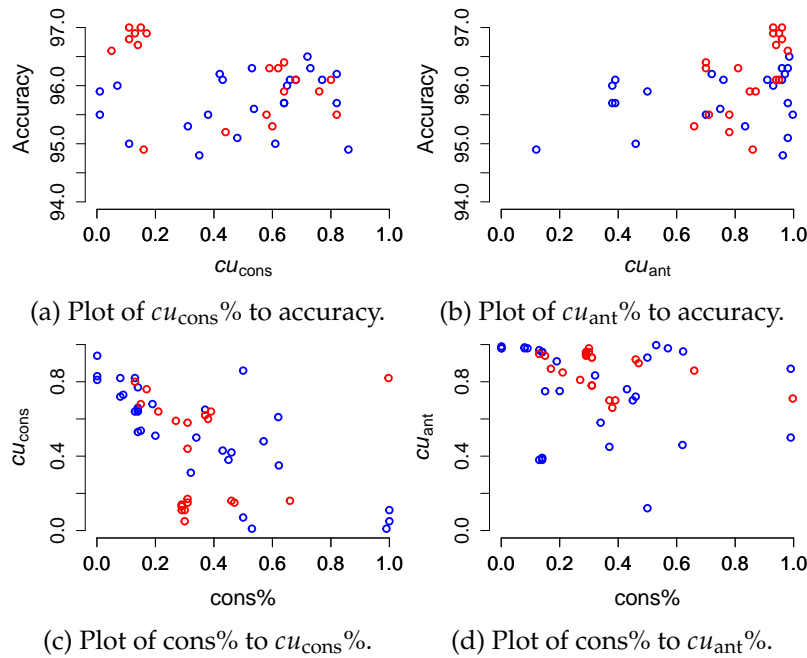 Accuracy
97.0
96.0
95.0
94.0
0.0 0.2 0.4 0.6 0.8 1.0
cu_cons
(a) Plot of cu_cons% to accuracy.
Accuracy
97.0
96.0
95.0
94.0
0.0 0.2 0.4 0.6 0.8 1.0
cu_ant
(b) Plot of cu_ant% to accuracy.
cu_cons
0.8
0.4
0.0
0.0 0.2 0.4 0.6 0.8 1.0
cons%
(c) Plot of cons% to cu_cons%.
cu_ant
0.8
0.4
0.0
0.0 0.2 0.4 0.6 0.8 1.0
cons%
(d) Plot of cons% to cu_ant%.